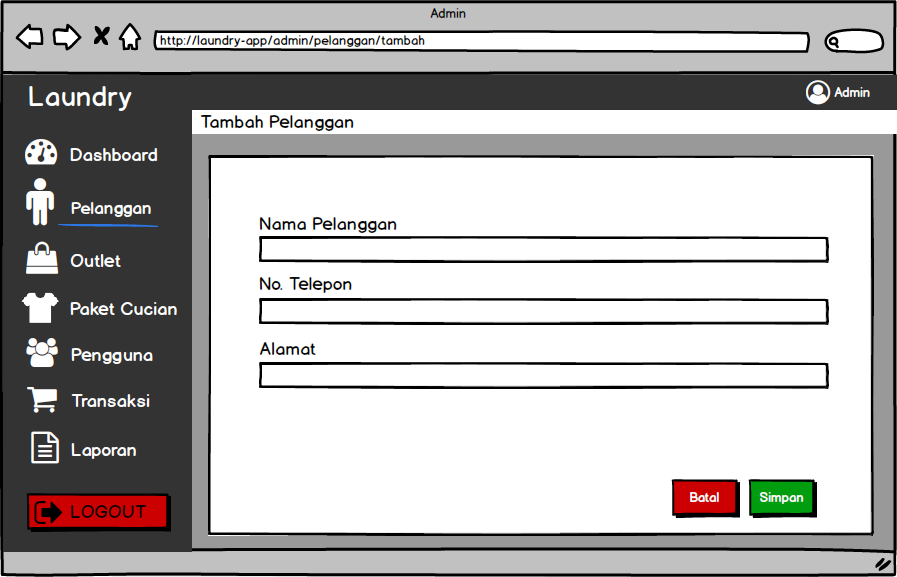 Admin
http://laundry-app/admin/pelanggan/tambah
Laundry
Admin
Tambah Pelanggan
Dashboard
Pelanggan
Outlet
Paket Cucian
Pengguna
Transaksi
Laporan
LOGOUT
Nama Pelanggan
No. Telepon
Alamat
Batal
Simpan